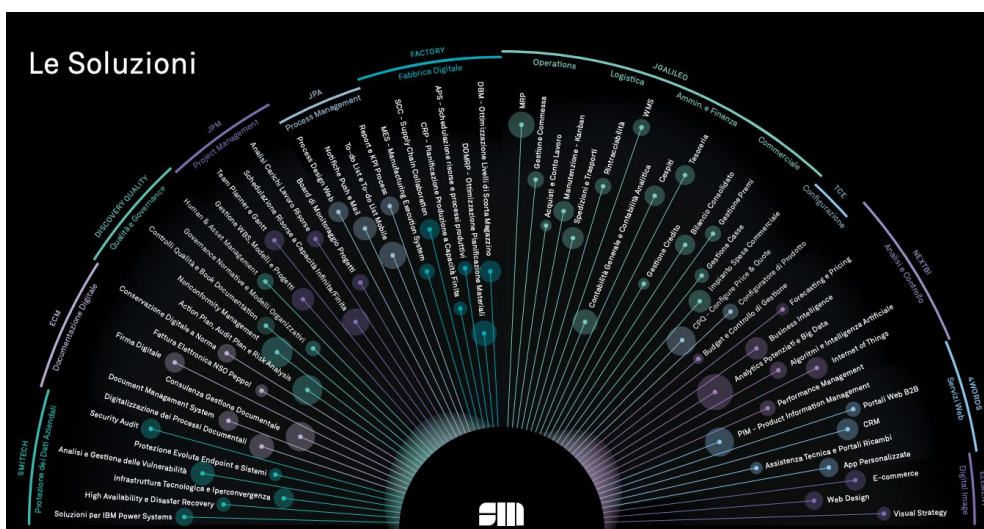 Le Soluzioni
SMITECH
Protezione dei Dati Aziendali
Soluzioni per IBM Power Systems
High Availability e Disaster Recovery
Infrastruttura Tecnologica e Iperconvergenza
Analisi e Gestione delle Vulnerabilità
Protezione Evoluta Endpoint e Sistemi
Security Audit
ECM
Documentazione Digitale
Digitalizzazione dei Processi Documentali
Document Management System
Consulenza Gestione Documentale
Firma Digitale
Fattura Elettronica NSO Peppol
Conservazione Digitale a Norma
DISCOVERY QUALITY
Qualità e Governance
Action Plan, Audit Plan e Risk Analysis
Nonconformity Management
Controlli Qualità e Book Documentation
Governance Normative e Modelli Organizzativi
Human & Asset Management
JPM
Project Management
Gestione WBS, Modelli e Progetti
Team Planner e Gantt
Schedulazione Risorse e Capacità Infinita/Finita
Analisi Carichi Lavoro Risorse
Board di Monitoraggio Progetti
JPA
Process Management
Process Design Web
Notifiche Push e Mail
To-do List e To-do List Mobile
Report e KPI Process
FACTORY
Fabbrica Digitale
MES - Manufacturing Execution System
SCC - Supply Chain Collaboration
CRP - Pianificazione Produzione a Capacità Finita
APS - Schedulazione risorse e processi produttivi
DDMRP - Ottimizzazione Pianificazione Materiali
DBM - Ottimizzazione Livelli di Scorta Magazzino
JGALILEO
Operations
Logistica
Ammin. e Finanza
Commerciale
MRP
Gestione Commessa
Acquisti e Conto Lavoro
Manutenzione - Kanban
Spedizioni e Trasporti
Rintracciabilità
WMS
Contabilità Generale e Contabilità Analitica
Cespiti
Tesoreria
Gestione Credito
Bilancio Consolidato
Gestione Premi
Gestione Casse
Impianto Spesa Commerciale
TCE
Configurazione
CPQ - Configure Price & Quote
Configuratore di Prodotto
NEXTBI
Analisi e Controllo
Budget e Controllo di Gestione
Forecasting e Pricing
Business Intelligence
Analytics Potenziati e Big Data
Algoritmi e Intelligenza Artificiale
Internet of Things
Performance Management
4WORDS
Servizi Web
PIM - Product Information Management
Portali Web B2B
CRM
Assistenza Tecnica e Portali Ricambi
App Personalizzate
Digital Image
E-commerce
Web Design
Visual Strategy